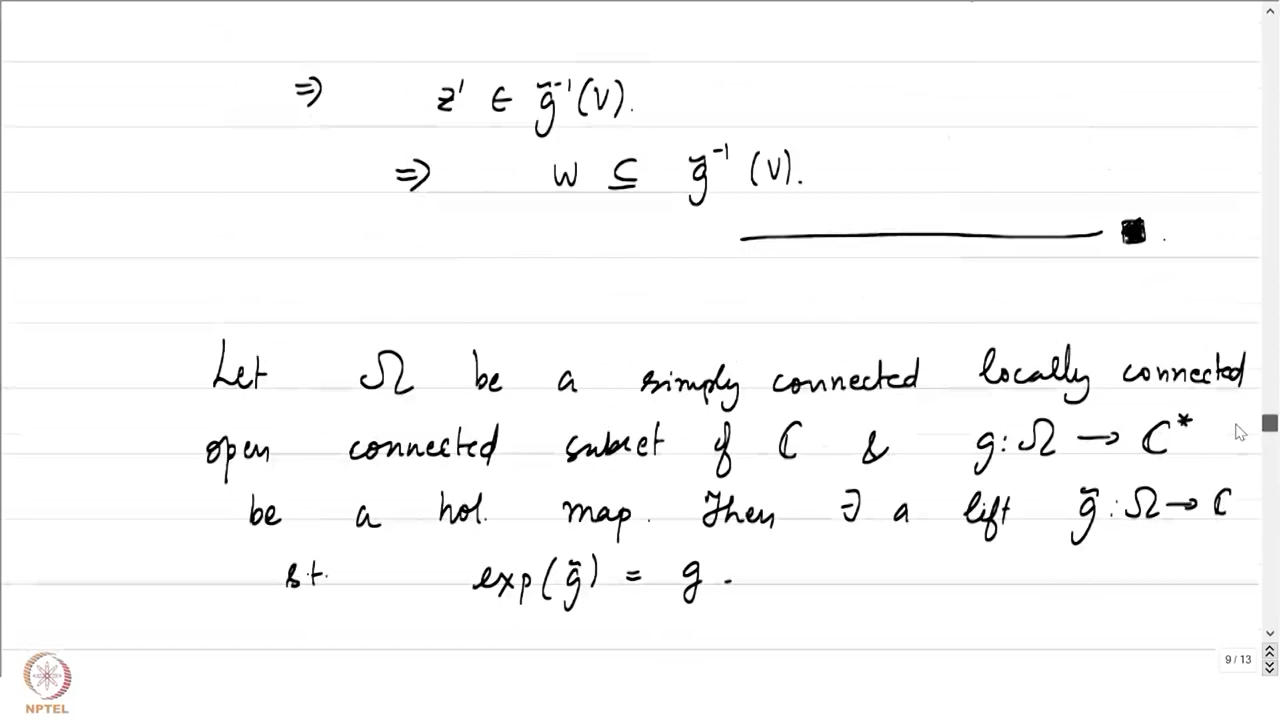 ⇒ z' ∈ g̃⁻¹(V).
⇒ W ⊆ g̃⁻¹(V).
Let Ω be a simply connected locally connected
open connected subset of ℂ & g: Ω → ℂ*
be a hol. map. Then ∃ a lift g̃: Ω → ℂ
s.t. exp(g̃) = g.
9 / 13
NPTEL